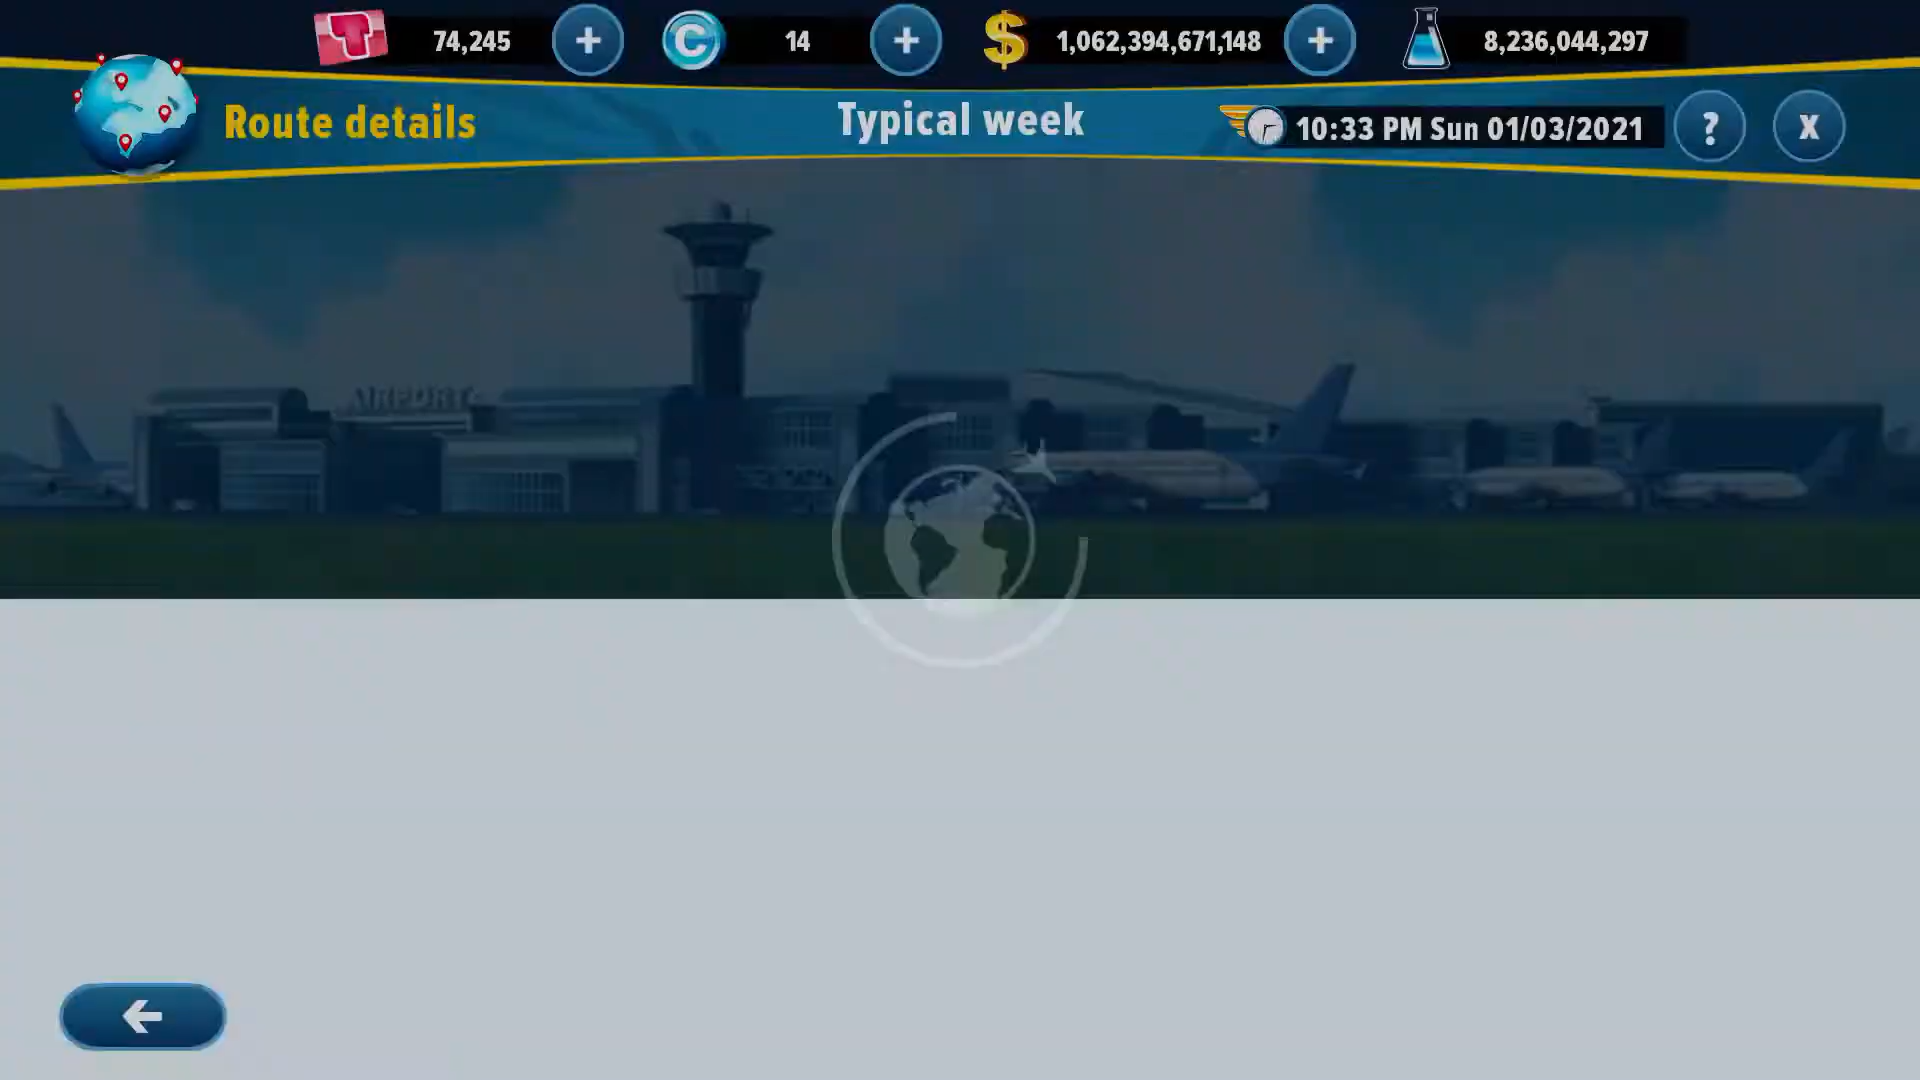 74,245
C
14
$
1,062,394,671,148
8,236,044,297
Route details
Typical week
10:33 PM Sun 01/03/2021
?
X
AIRPORT